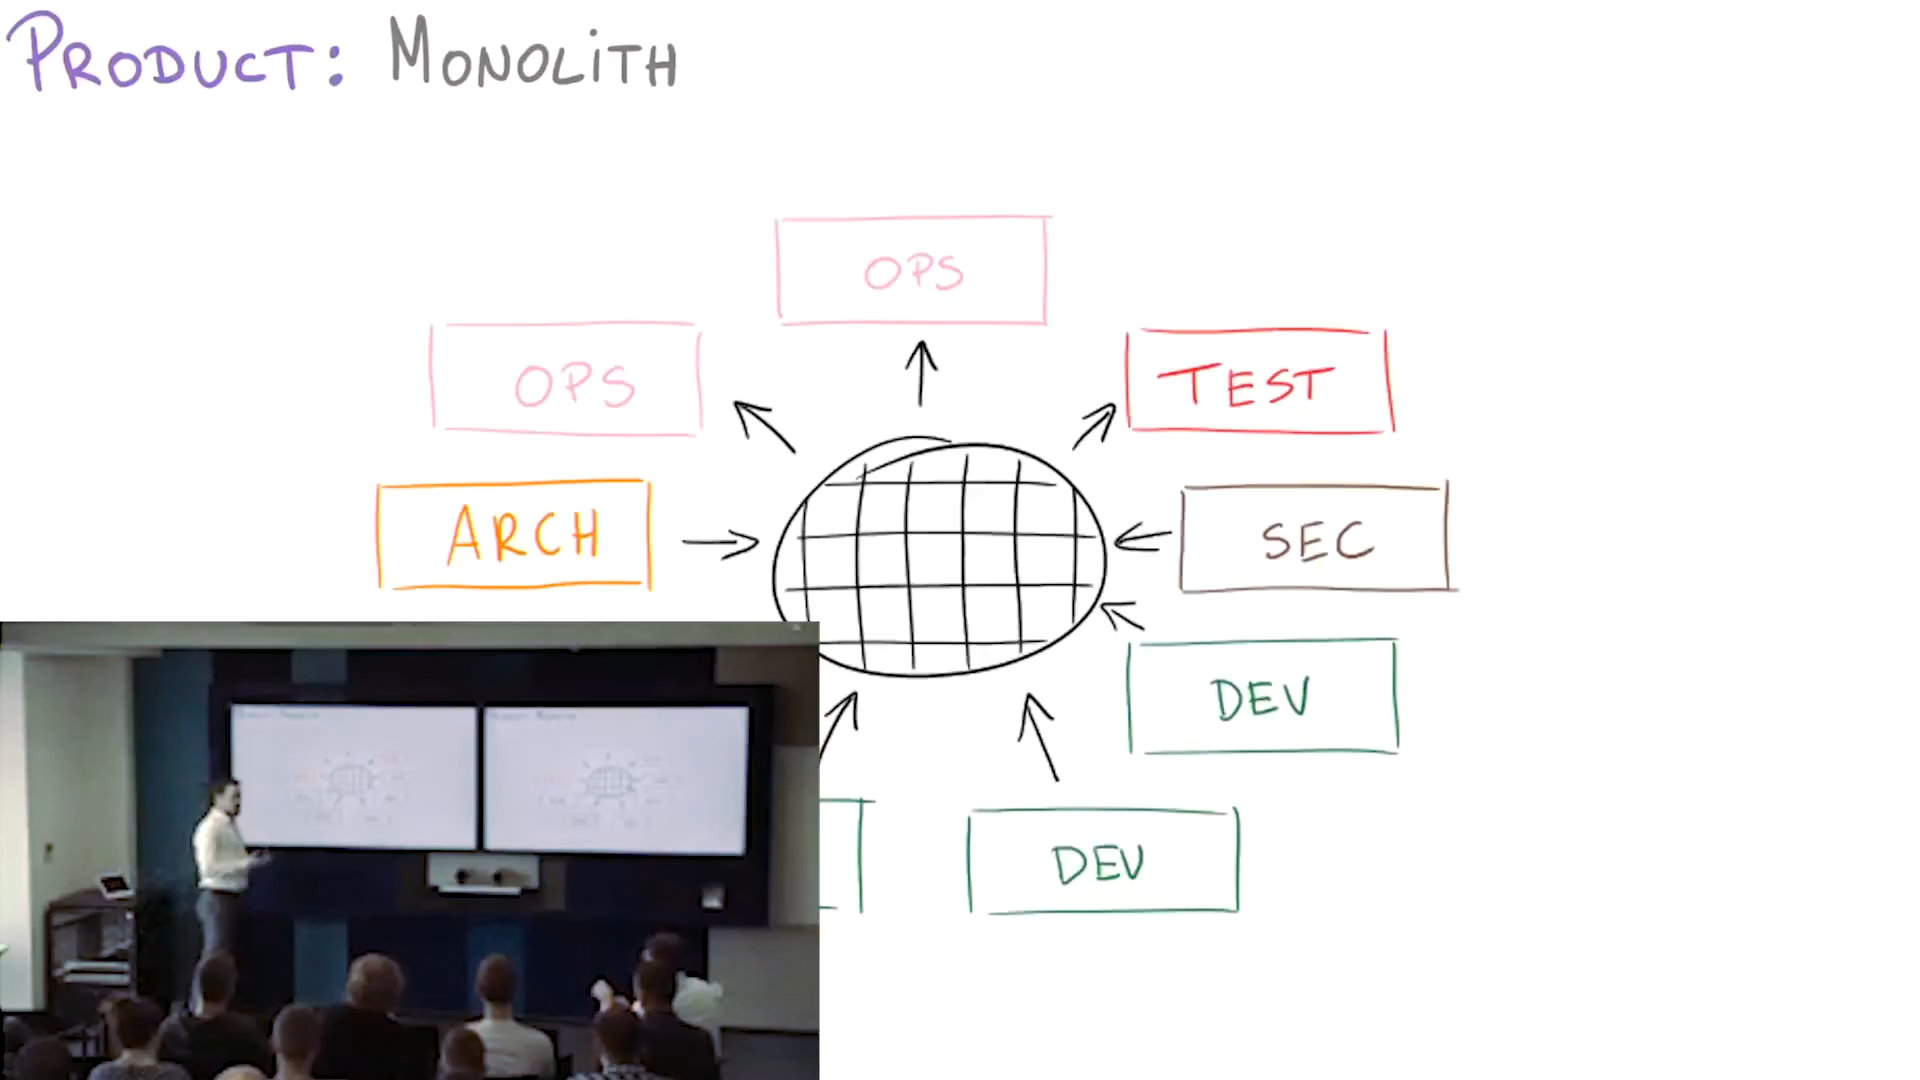 PRODUCT: MONOLITH
OPS
OPS
TEST
ARCH
SEC
DEV
DEV